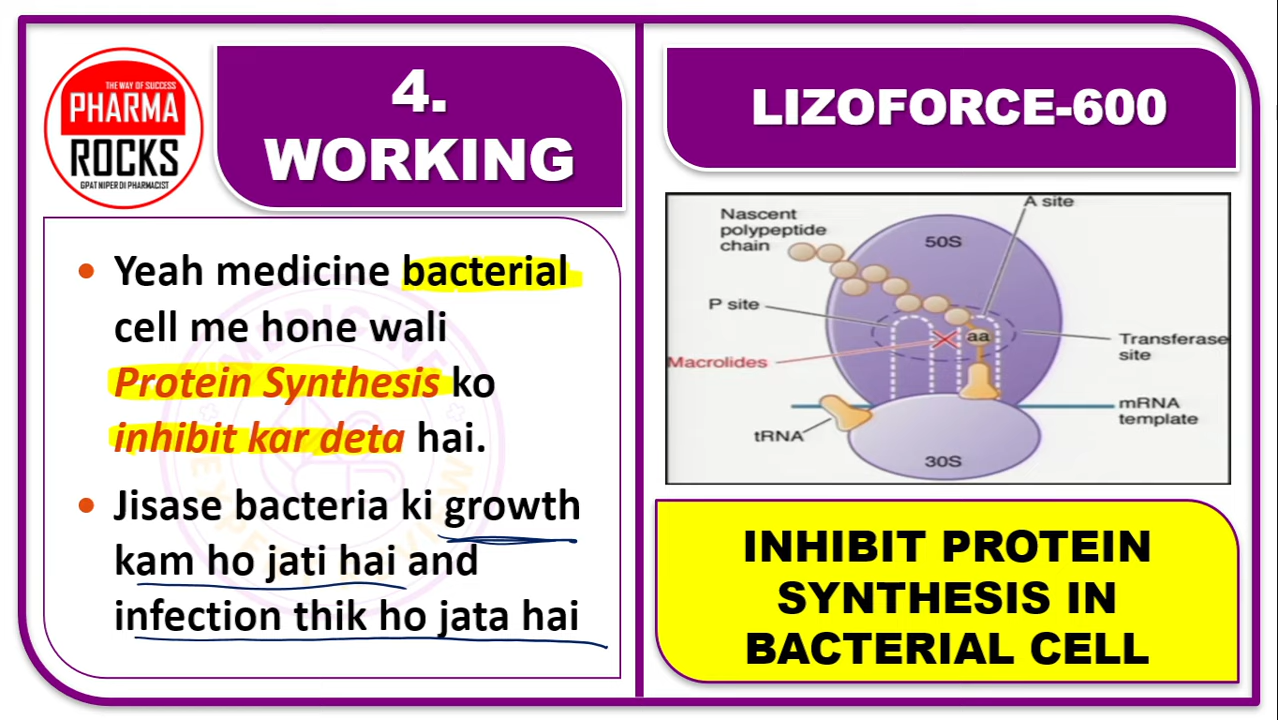 THE WAY OF SUCCESS
PHARMA
ROCKS
GPAT NIPER DI PHARMACIST
4.
WORKING
• Yeah medicine bacterial
cell me hone wali
Protein Synthesis ko
inhibit kar deta hai.
• Jisase bacteria ki growth
kam ho jati hai and
infection thik ho jata hai
LIZOFORCE-600
A site
Nascent
polypeptide
chain
50S
P site
aa
Transferase
site
Macrolides
mRNA
template
tRNA
30S
INHIBIT PROTEIN
SYNTHESIS IN
BACTERIAL CELL